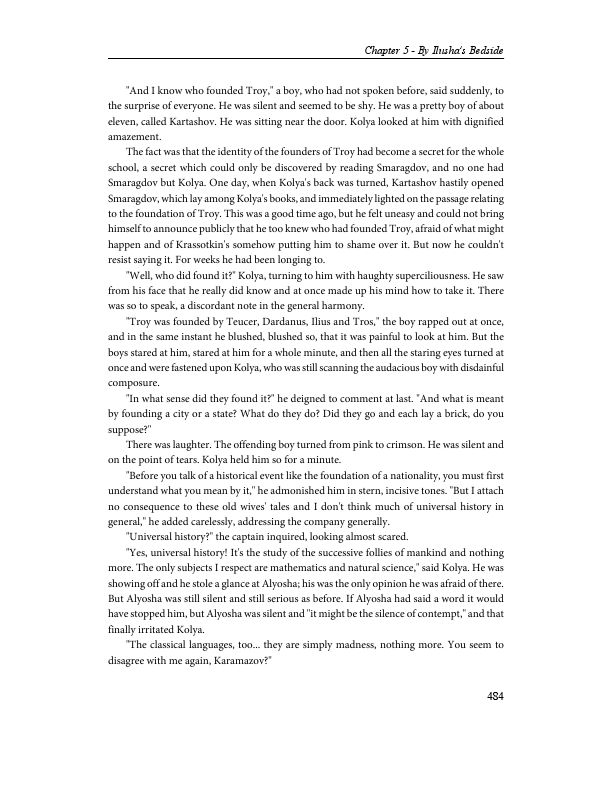 Chapter 5 - By Ilusha's Bedside
"And I know who founded Troy," a boy, who had not spoken before, said suddenly, to
the surprise of everyone. He was silent and seemed to be shy. He was a pretty boy of about
eleven, called Kartashov. He was sitting near the door. Kolya looked at him with dignified
amazement.
The fact was that the identity of the founders of Troy had become a secret for the whole
school, a secret which could only be discovered by reading Smaragdov, and no one had
Smaragdov but Kolya. One day, when Kolya's back was turned, Kartashov hastily opened
Smaragdov, which lay among Kolya's books, and immediately lighted on the passage relating
to the foundation of Troy. This was a good time ago, but he felt uneasy and could not bring
himself to announce publicly that he too knew who had founded Troy, afraid of what might
happen and of Krassotkin's somehow putting him to shame over it. But now he couldn't
resist saying it. For weeks he had been longing to.
"Well, who did found it?" Kolya, turning to him with haughty superciliousness. He saw
from his face that he really did know and at once made up his mind how to take it. There
was so to speak, a discordant note in the general harmony.
"Troy was founded by Teucer, Dardanus, Ilius and Tros," the boy rapped out at once,
and in the same instant he blushed, blushed so, that it was painful to look at him. But the
boys stared at him, stared at him for a whole minute, and then all the staring eyes turned at
once and were fastened upon Kolya, who was still scanning the audacious boy with disdainful
composure.
"In what sense did they found it?" he deigned to comment at last. "And what is meant
by founding a city or a state? What do they do? Did they go and each lay a brick, do you
suppose?"
There was laughter. The offending boy turned from pink to crimson. He was silent and
on the point of tears. Kolya held him so for a minute.
"Before you talk of a historical event like the foundation of a nationality, you must first
understand what you mean by it," he admonished him in stern, incisive tones. "But I attach
no consequence to these old wives' tales and I don't think much of universal history in
general," he added carelessly, addressing the company generally.
"Universal history?" the captain inquired, looking almost scared.
"Yes, universal history! It's the study of the successive follies of mankind and nothing
more. The only subjects I respect are mathematics and natural science," said Kolya. He was
showing off and he stole a glance at Alyosha; his was the only opinion he was afraid of there.
But Alyosha was still silent and still serious as before. If Alyosha had said a word it would
have stopped him, but Alyosha was silent and "it might be the silence of contempt," and that
finally irritated Kolya.
"The classical languages, too... they are simply madness, nothing more. You seem to
disagree with me again, Karamazov?"
484